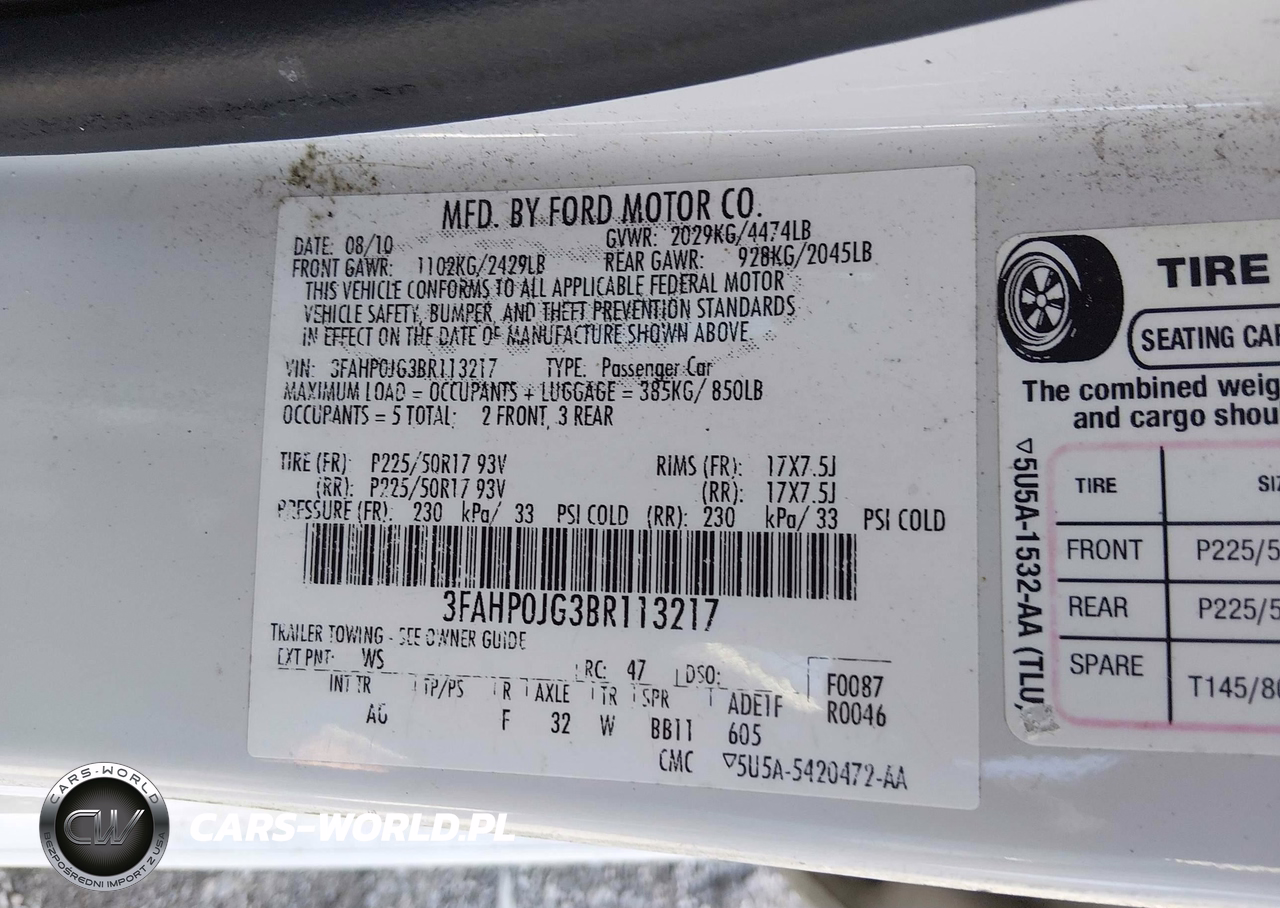 MFD. BY FORD MOTOR CO.
DATE: 08/10 GVWR: 2029KG/4474LB
FRONT GAWR: 1102KG/2429LB REAR GAWR: 928KG/2045LB
THIS VEHICLE CONFORMS TO ALL APPLICABLE FEDERAL MOTOR
VEHICLE SAFETY, BUMPER, AND THEFT PREVENTION STANDARDS
IN EFFECT ON THE DATE OF MANUFACTURE SHOWN ABOVE.
VIN: 3FAHP0JG3BR113217 TYPE: Passenger Car
MAXIMUM LOAD = OCCUPANTS + LUGGAGE = 385KG/ 850LB
OCCUPANTS = 5 TOTAL: 2 FRONT, 3 REAR
TIRE (FR): P225/50R17 93V RIMS (FR): 17X7.5J
(RR): P225/50R17 93V (RR): 17X7.5J
PRESSURE (FR): 230 kPa/ 33 PSI COLD (RR): 230 kPa/ 33 PSI COLD
3FAHP0JG3BR113217
TRAILER TOWING - SEE OWNER GUIDE
EXT PNT: WS RC: 47 DSO: F0087
INT TR TP/PS R AXLE TR SPR ADEIF R0046
AG F 32 W BB11 605
CMC ▽5U5A-5420472-AA
TIRE
SEATING CAP
The combined weig
and cargo shou
TIRE SIZ
FRONT P225/5
REAR P225/5
SPARE T145/80
▽5U5A-1532-AA (TLU,
CARS-WORLD
CW
BEZPOŚREDNI IMPORT Z USA
CARS-WORLD.PL